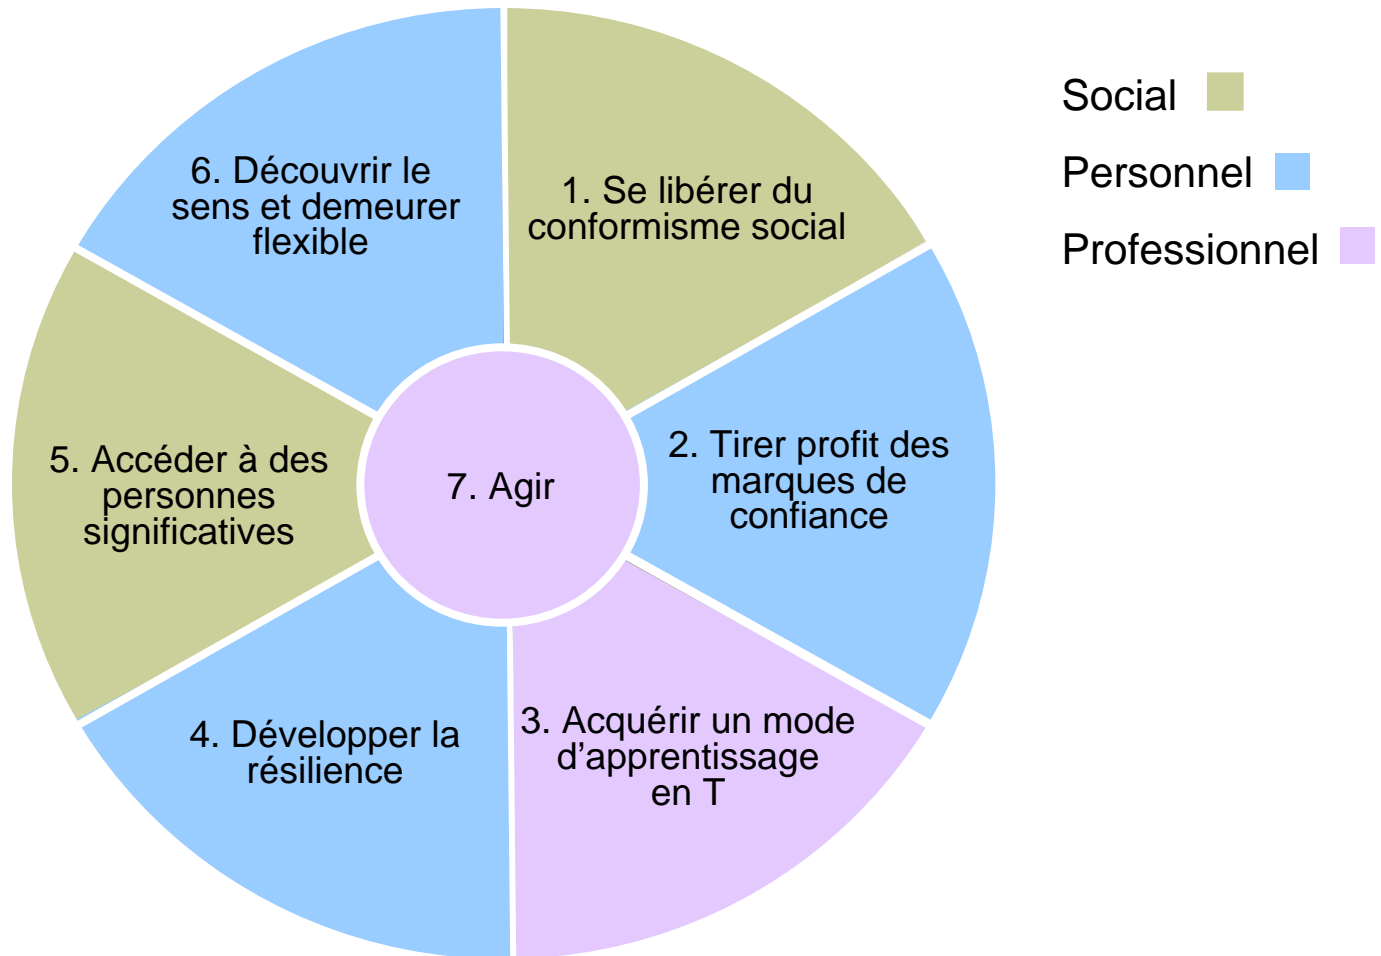 1. Se libérer du
conformisme social
2. Tirer profit des
marques de
confiance
3. Acquérir un mode
d’apprentissage
en T
4. Développer la
résilience
5. Accéder à des
personnes
significatives
6. Découvrir le
sens et demeurer
flexible
7. Agir
Social
Personnel
Professionnel